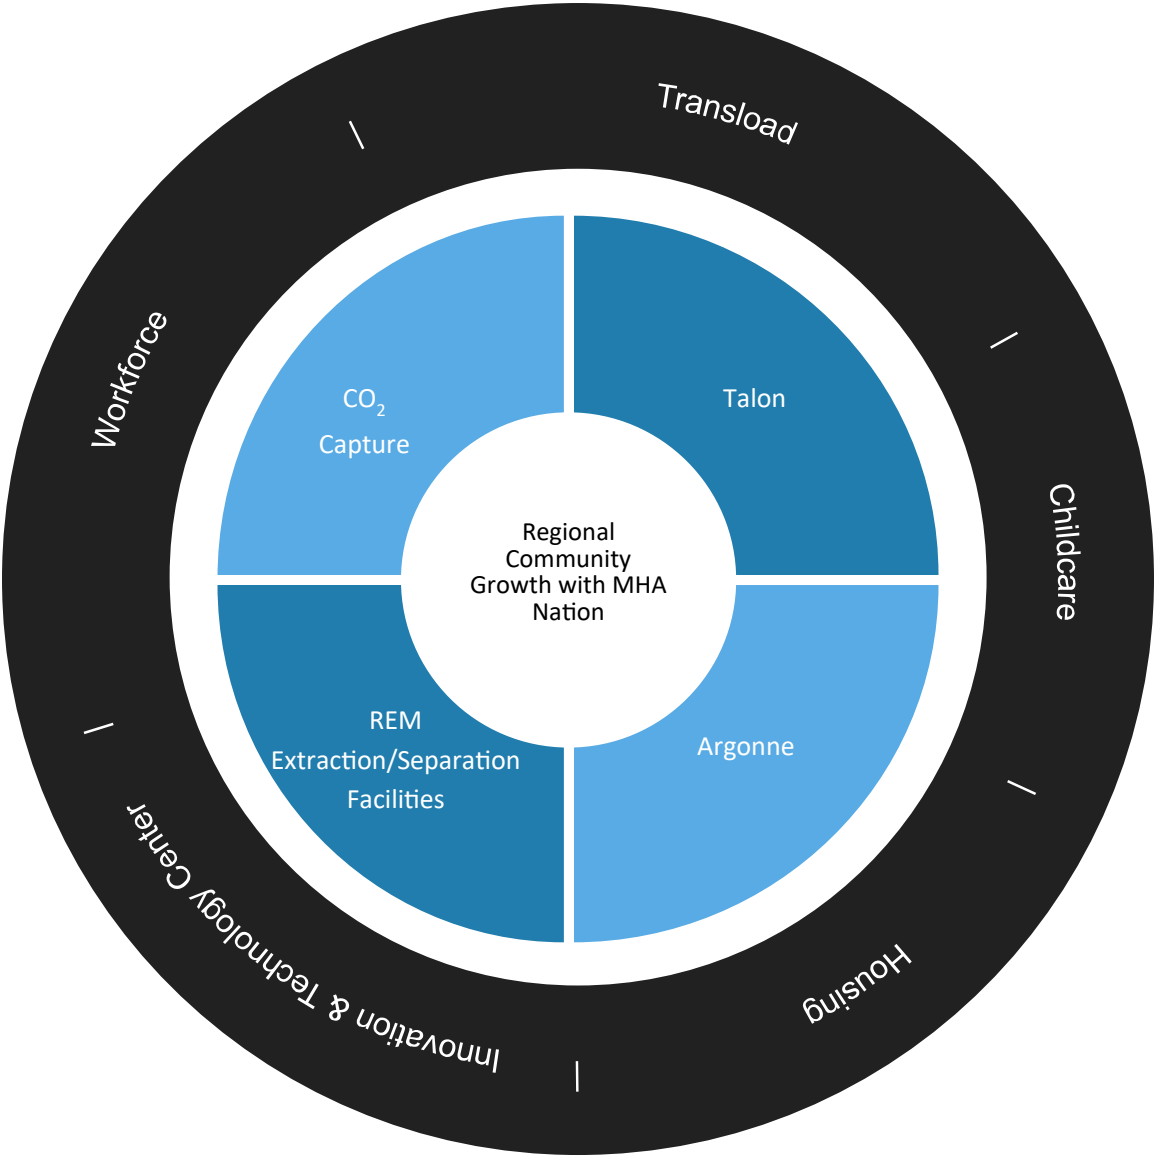 Transload
Childcare
Housing
Innovation & Technology Center
Workforce
CO₂
Capture
Talon
Regional
Community
Growth with MHA
Nation
REM
Extraction/Separation
Facilities
Argonne